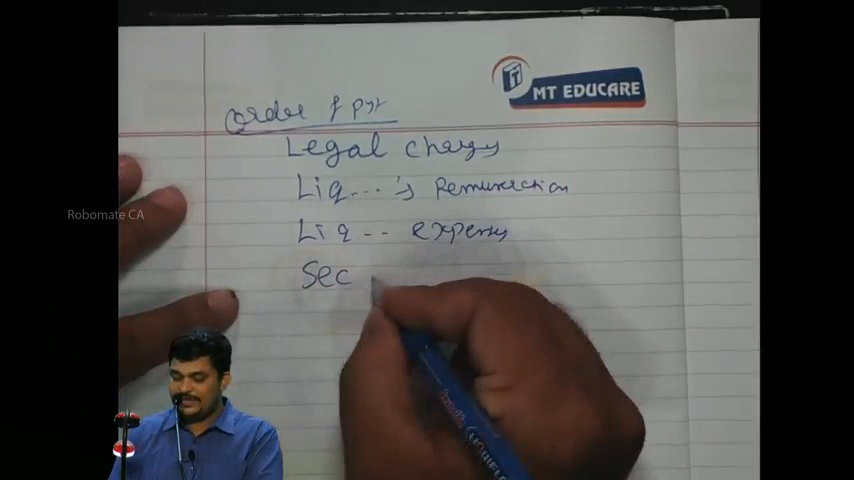 MT EDUCARE
order of pyt
Legal charges
Liq...'s Remuneration
Robomate CA
Liq -- expenses
Sec